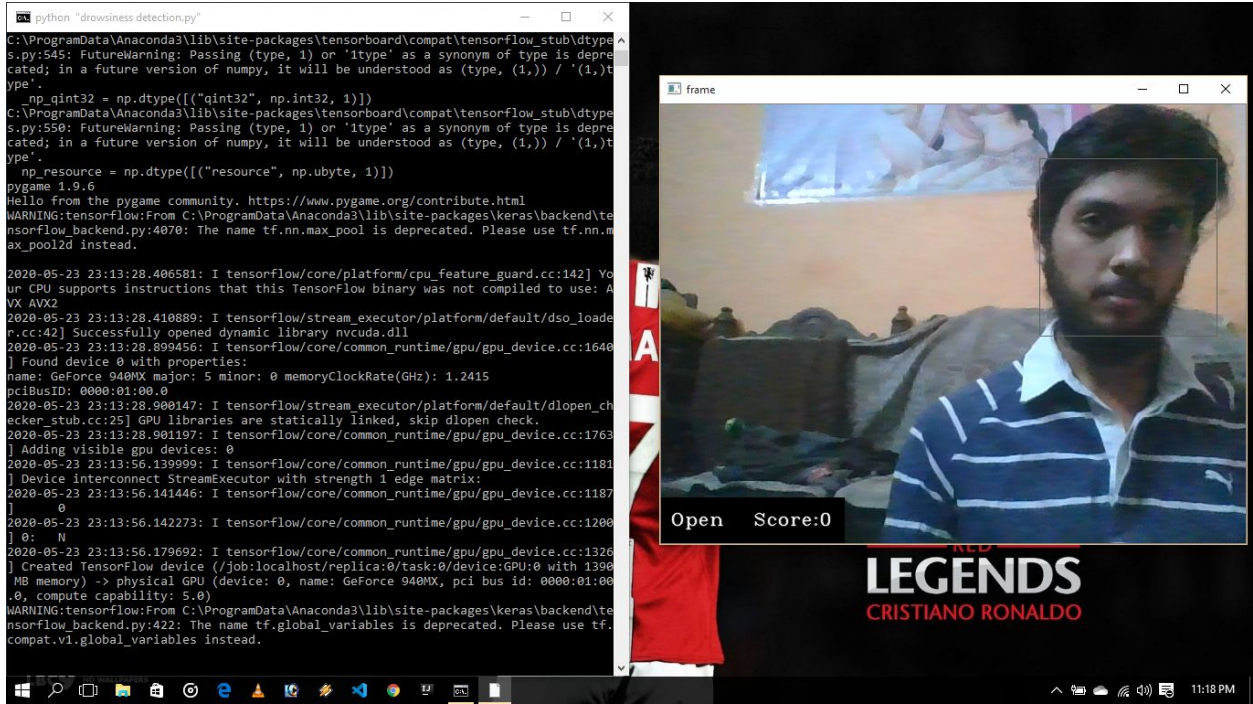 python "drowsiness detection.py"
C:\ProgramData\Anaconda3\lib\site-packages\tensorboard\compat\tensorflow_stub\dtype
s.py:545: FutureWarning: Passing (type, 1) or '1type' as a synonym of type is depre
cated; in a future version of numpy, it will be understood as (type, (1,)) / '(1,)t
ype'.
_np_qint32 = np.dtype([("qint32", np.int32, 1)])
C:\ProgramData\Anaconda3\lib\site-packages\tensorboard\compat\tensorflow_stub\dtype
s.py:550: FutureWarning: Passing (type, 1) or '1type' as a synonym of type is depre
cated; in a future version of numpy, it will be understood as (type, (1,)) / '(1,)t
ype'.
np_resource = np.dtype([("resource", np.ubyte, 1)])
pygame 1.9.6
Hello from the pygame community. https://www.pygame.org/contribute.html
WARNING:tensorflow:From C:\ProgramData\Anaconda3\lib\site-packages\keras\backend\te
nsorflow_backend.py:4070: The name tf.nn.max_pool is deprecated. Please use tf.nn.m
ax_pool2d instead.
2020-05-23 23:13:28.406581: I tensorflow/core/platform/cpu_feature_guard.cc:142] Yo
ur CPU supports instructions that this TensorFlow binary was not compiled to use: A
VX AVX2
2020-05-23 23:13:28.410889: I tensorflow/stream_executor/platform/default/dso_loade
r.cc:42] Successfully opened dynamic library nvcuda.dll
2020-05-23 23:13:28.899456: I tensorflow/core/common_runtime/gpu/gpu_device.cc:1640
] Found device 0 with properties:
name: GeForce 940MX major: 5 minor: 0 memoryClockRate(GHz): 1.2415
pciBusID: 0000:01:00.0
2020-05-23 23:13:28.900147: I tensorflow/stream_executor/platform/default/dlopen_ch
ecker_stub.cc:25] GPU libraries are statically linked, skip dlopen check.
2020-05-23 23:13:28.901197: I tensorflow/core/common_runtime/gpu/gpu_device.cc:1763
] Adding visible gpu devices: 0
2020-05-23 23:13:56.139999: I tensorflow/core/common_runtime/gpu/gpu_device.cc:1181
] Device interconnect StreamExecutor with strength 1 edge matrix:
2020-05-23 23:13:56.141446: I tensorflow/core/common_runtime/gpu/gpu_device.cc:1187
]      0
2020-05-23 23:13:56.142273: I tensorflow/core/common_runtime/gpu/gpu_device.cc:1200
] 0:   N
2020-05-23 23:13:56.179692: I tensorflow/core/common_runtime/gpu/gpu_device.cc:1326
] Created TensorFlow device (/job:localhost/replica:0/task:0/device:GPU:0 with 1390
MB memory) -> physical GPU (device: 0, name: GeForce 940MX, pci bus id: 0000:01:00
.0, compute capability: 5.0)
WARNING:tensorflow:From C:\ProgramData\Anaconda3\lib\site-packages\keras\backend\te
nsorflow_backend.py:422: The name tf.global_variables is deprecated. Please use tf.
compat.v1.global_variables instead.
frame
Open Score:0
A
RED
LEGENDS
CRISTIANO RONALDO
HD WALLPAPERS
11:18 PM